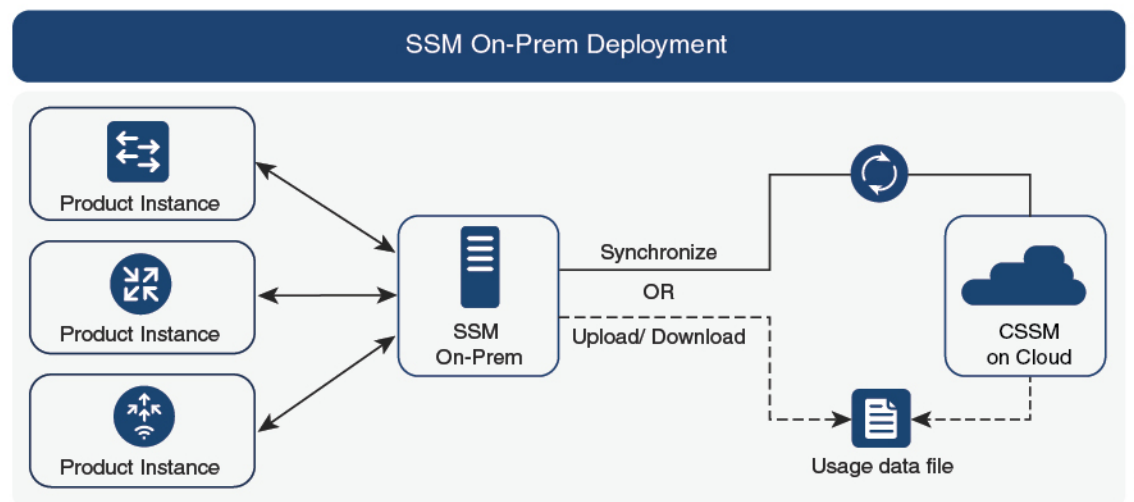 SSM On-Prem Deployment
Product Instance
Product Instance
Product Instance
SSM
On-Prem
Synchronize
OR
Upload/ Download
CSSM
on Cloud
Usage data file